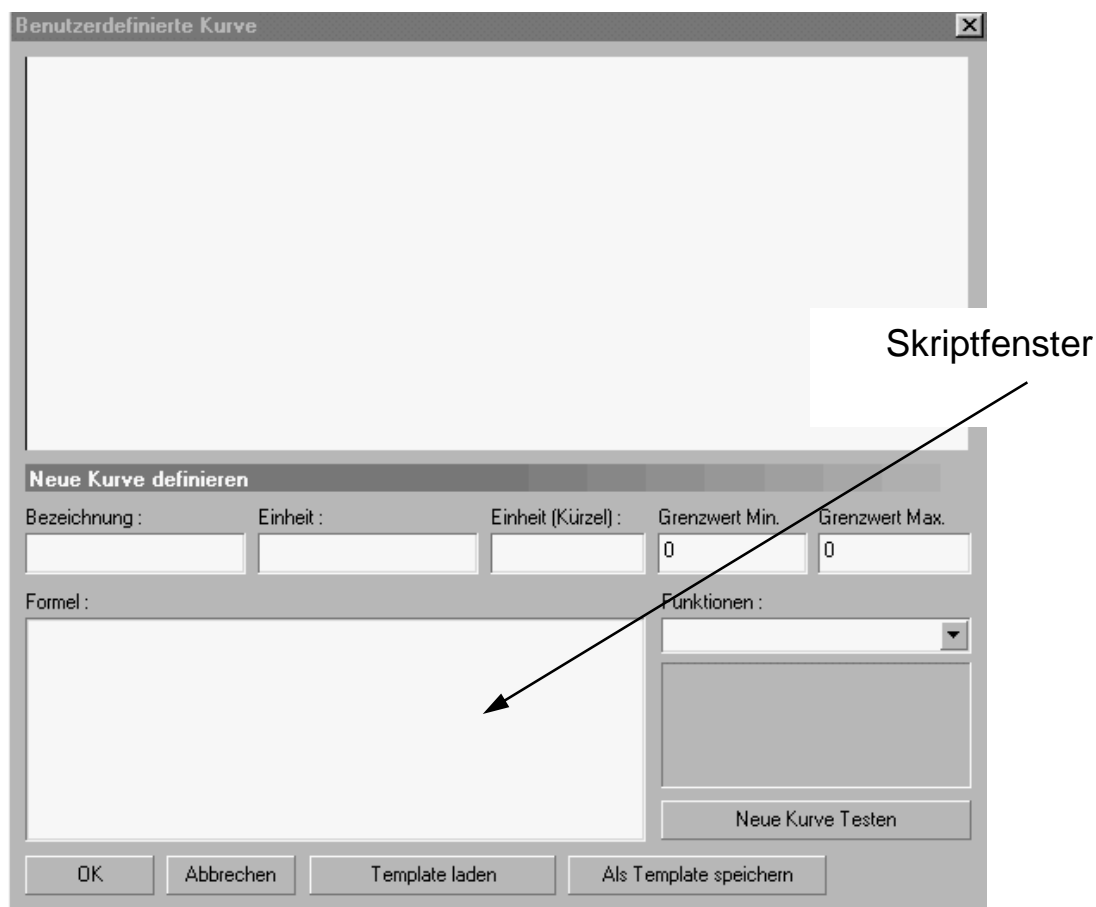 Benutzerdefinierte Kurve
Skriptfenster
Neue Kurve definieren
Bezeichnung : Einheit : Einheit (Kürzel) : Grenzwert Min. Grenzwert Max.
0 0
Formel : Funktionen :
Neue Kurve Testen
OK Abbrechen Template laden Als Template speichern